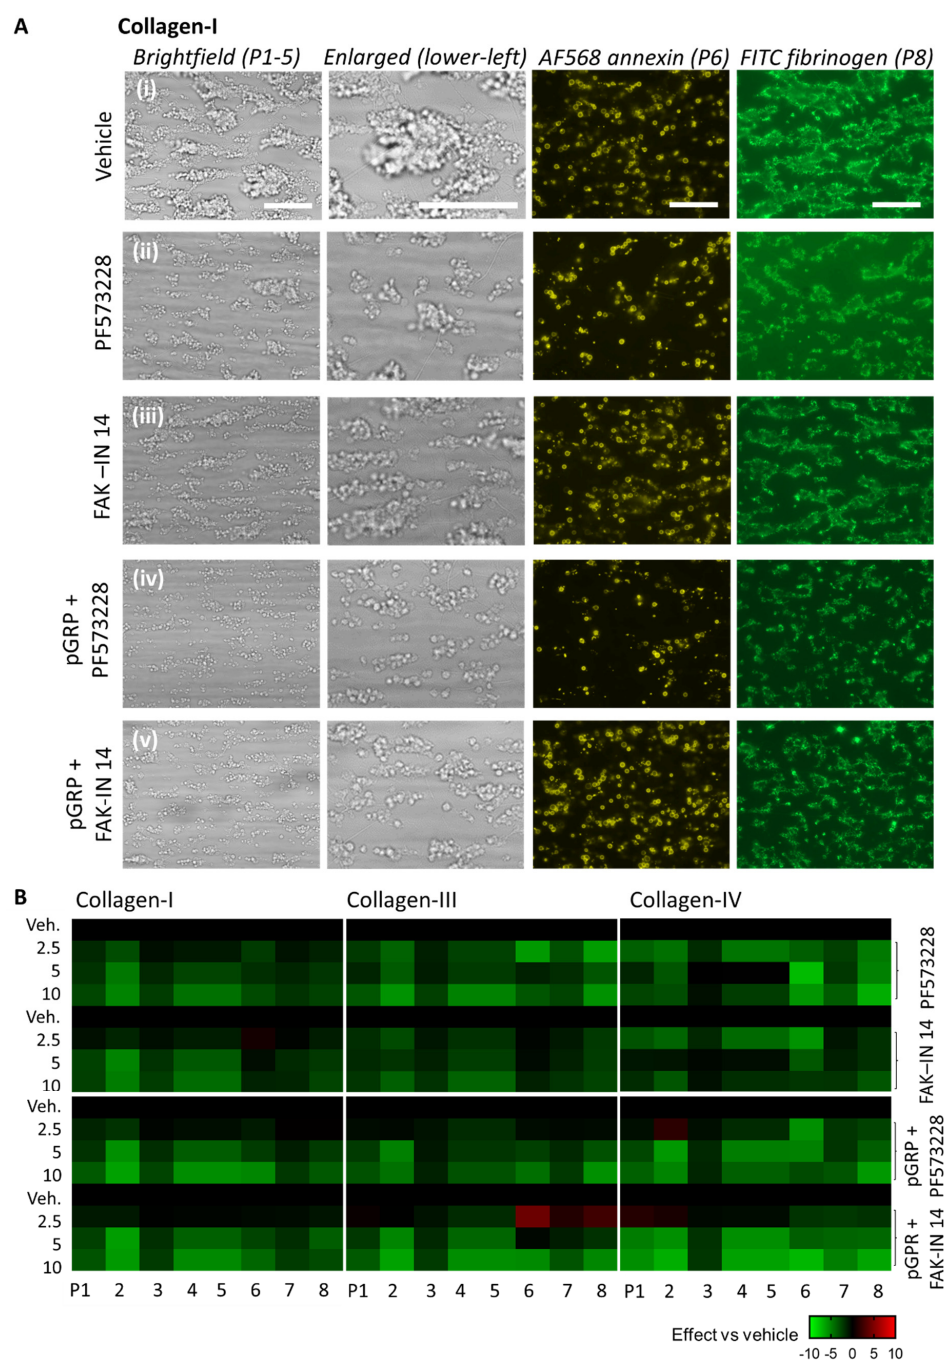 A
Collagen-I
Brightfield (P1-5) Enlarged (lower-left) AF568 annexin (P6) FITC fibrinogen (P8)
Vehicle
(i)
PF573228
(ii)
FAK –IN 14
(iii)
pGRP +
PF573228
(iv)
pGRP +
FAK-IN 14
(v)
B
Collagen-I Collagen-III Collagen-IV
Veh.
2.5
5
10
PF573228
Veh.
2.5
5
10
FAK–IN 14
Veh.
2.5
5
10
pGRP +
PF573228
Veh.
2.5
5
10
pGPR +
FAK-IN 14
P1 2 3 4 5 6 7 8 P1 2 3 4 5 6 7 8 P1 2 3 4 5 6 7 8
Effect vs vehicle
-10 -5 0 5 10